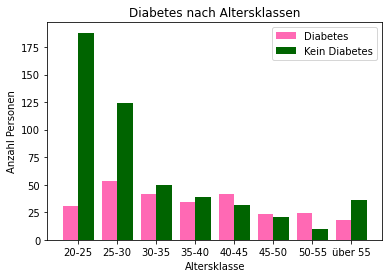 Diabetes nach Altersklassen
Diabetes
Kein Diabetes
Anzahl Personen
175
150
125
100
75
50
25
0
20-25 25-30 30-35 35-40 40-45 45-50 50-55 über 55
Altersklasse